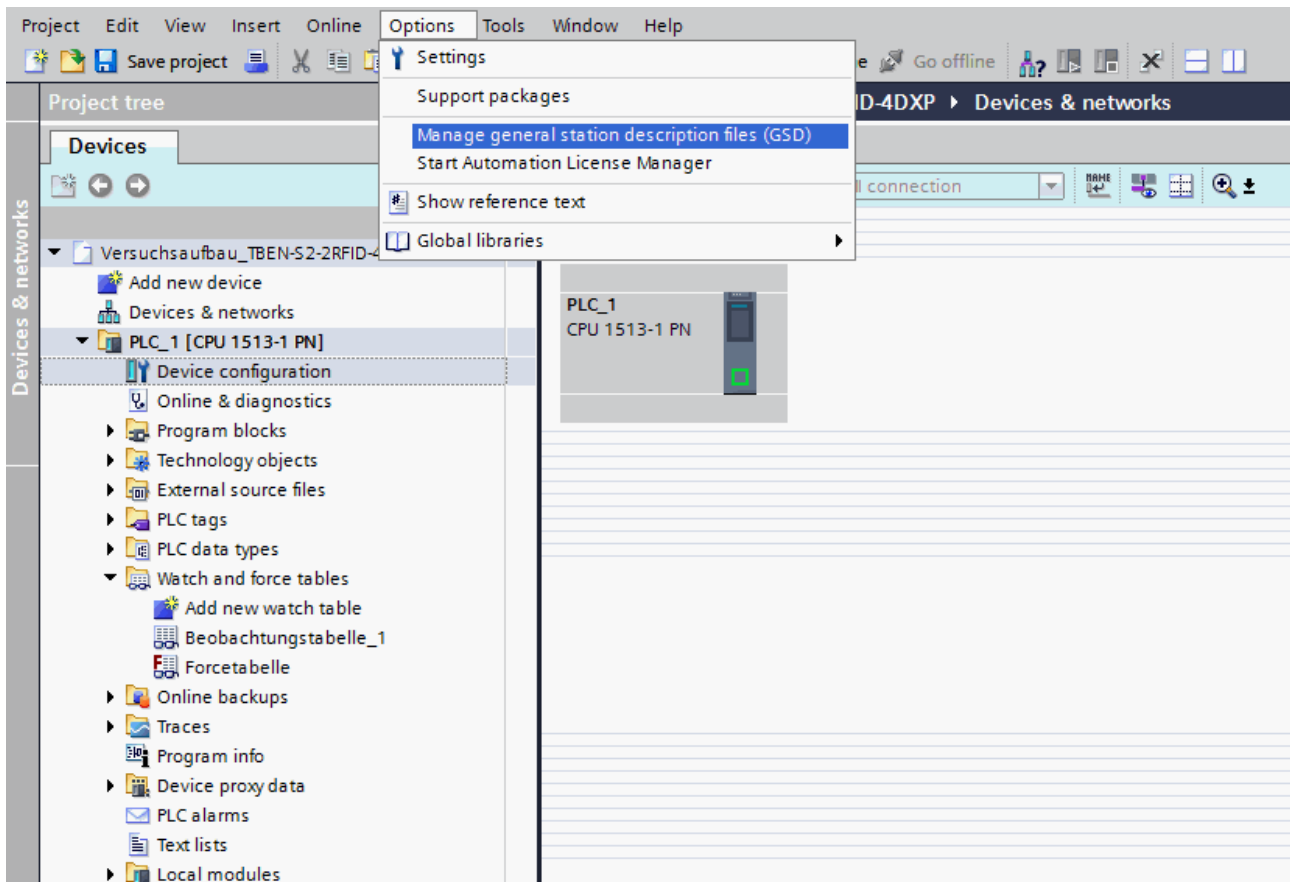 Project Edit View Insert Online Options Tools Window Help
Save project
Go offline
Settings
Support packages
Manage general station description files (GSD)
Start Automation License Manager
Show reference text
Global libraries
Project tree
ID-4DXP Devices & networks
Devices
connection
NAME
Devices & networks
Versuchsaufbau_TBEN-S2-2RFID-4
Add new device
Devices & networks
PLC_1 [CPU 1513-1 PN]
Device configuration
Online & diagnostics
Program blocks
Technology objects
External source files
PLC tags
PLC data types
Watch and force tables
Add new watch table
Beobachtungstabelle_1
Forcetabelle
Online backups
Traces
Program info
Device proxy data
PLC alarms
Text lists
Local modules
PLC_1
CPU 1513-1 PN